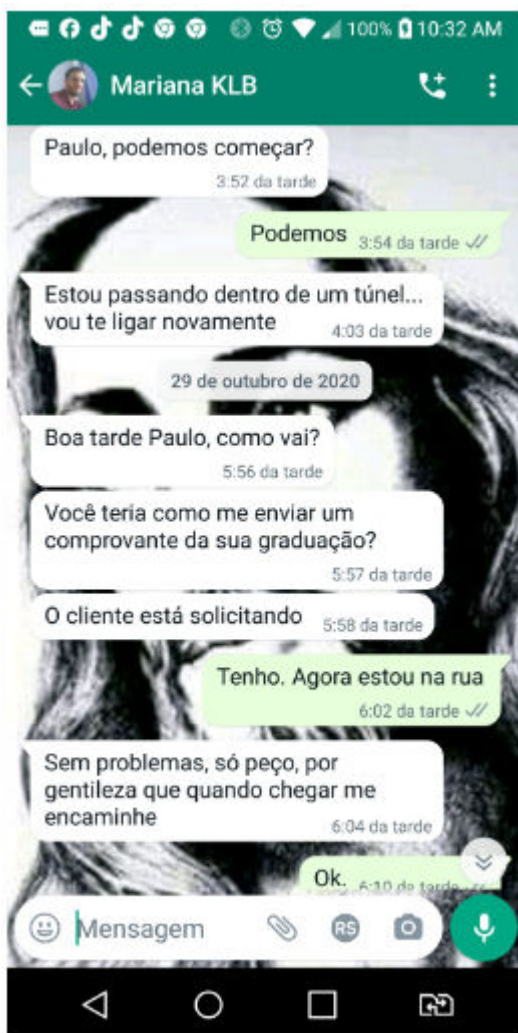 100% 10:32 AM
Mariana KLB
Paulo, podemos começar?
3:52 da tarde
Podemos 3:54 da tarde
Estou passando dentro de um túnel...
vou te ligar novamente 4:03 da tarde
29 de outubro de 2020
Boa tarde Paulo, como vai?
5:56 da tarde
Você teria como me enviar um
comprovante da sua graduação?
5:57 da tarde
O cliente está solicitando 5:58 da tarde
Tenho. Agora estou na rua
6:02 da tarde
Sem problemas, só peço, por
gentileza que quando chegar me
encaminhe 6:04 da tarde
Ok. 6:10 da tarde
Mensagem RS